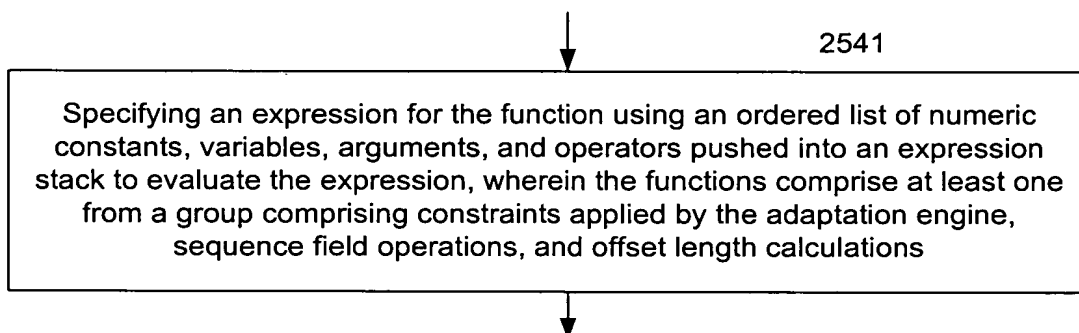 2541
Specifying an expression for the function using an ordered list of numeric
constants, variables, arguments, and operators pushed into an expression
stack to evaluate the expression, wherein the functions comprise at least one
from a group comprising constraints applied by the adaptation engine,
sequence field operations, and offset length calculations